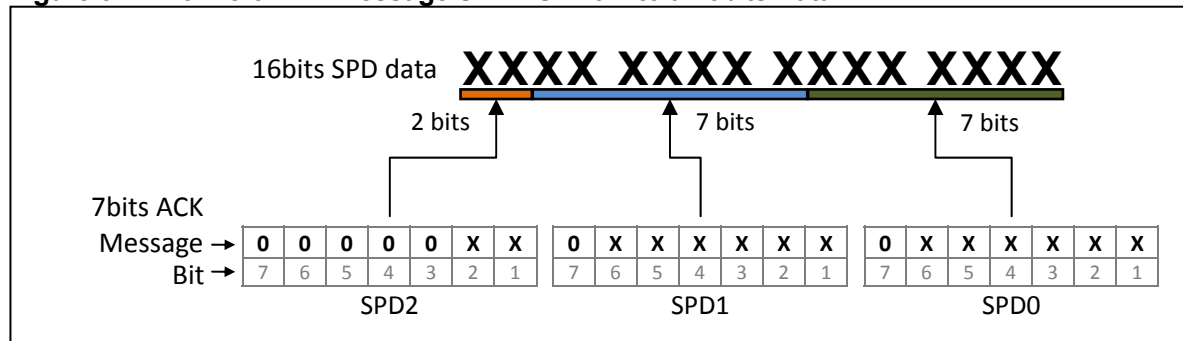 16bits SPD data XXXX XXXX XXXX XXXX
2 bits 7 bits 7 bits
7bits ACK
Message 0 0 0 0 0 X X 0 X X X X X X 0 X X X X X X
Bit 7 6 5 4 3 2 1 7 6 5 4 3 2 1 7 6 5 4 3 2 1
SPD2 SPD1 SPD0